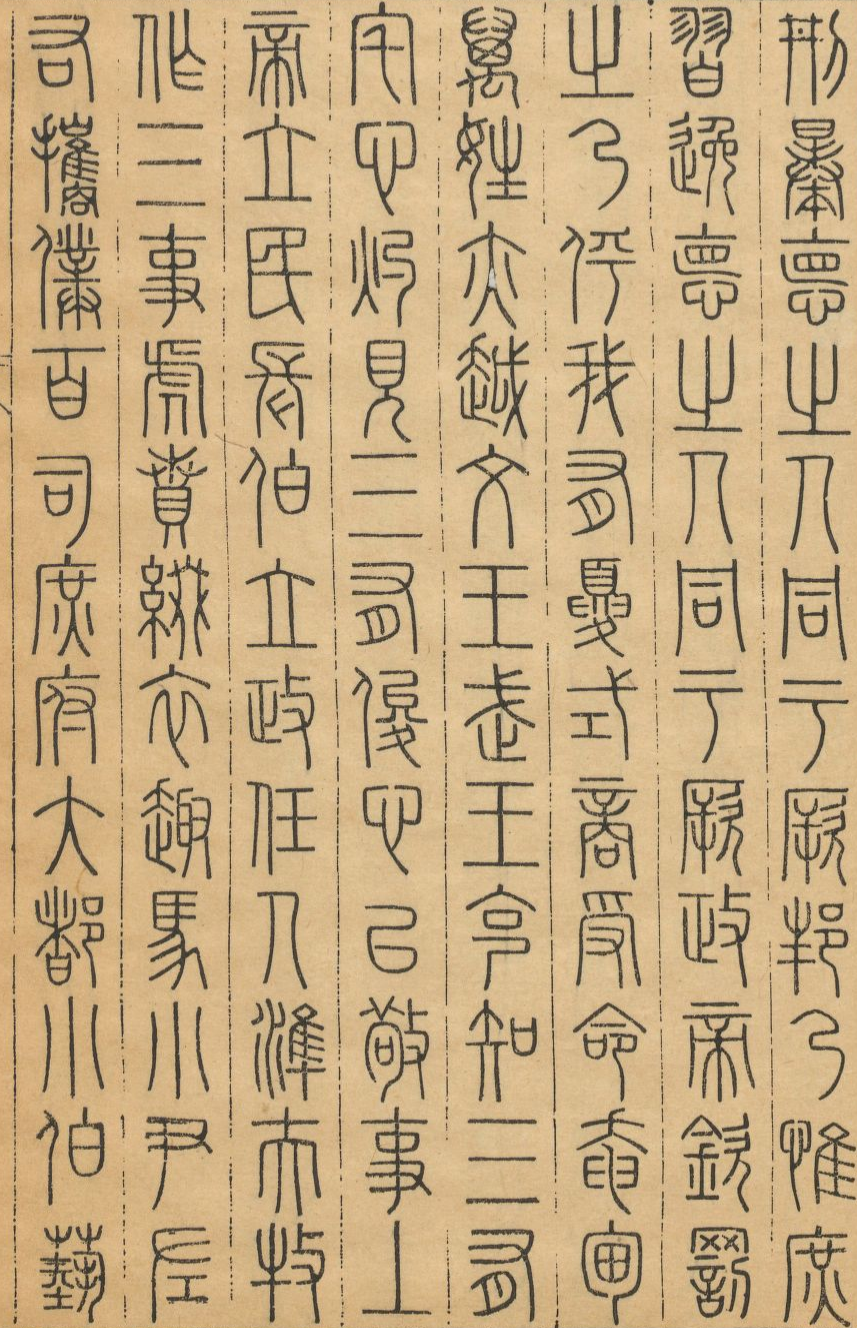 刑暴德之人同于厥邦乃惟庶
習逸德之人同于厥政帝欽罰
之乃伻我有夏式商受命奄甸
萬姓亦越文王武王克知三有
宅心灼見三有俊心以敬事上
帝立民長伯立政任人準夫牧
作三事虎賁綴衣趣馬小尹左
右攜僕百司庶府大都小伯藝